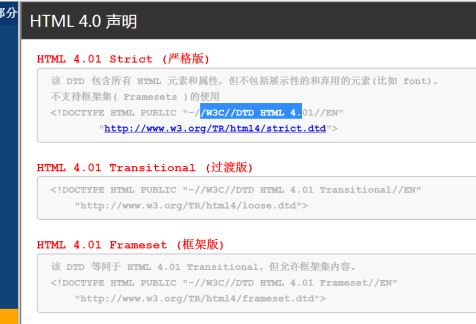 部分
HTML 4.0 声明
HTML 4.01 Strict (严格版)
该 DTD 包含所有 HTML 元素和属性，但不包括展示性的和弃用的元素(比如 font)。
不支持框架集( Framesets )的使用
<!DOCTYPE HTML PUBLIC "-//W3C//DTD HTML 4.01//EN"
"http://www.w3.org/TR/html4/strict.dtd">
HTML 4.01 Transitional (过渡版)
<!DOCTYPE HTML PUBLIC "-//W3C//DTD HTML 4.01 Transitional//EN"
"http://www.w3.org/TR/html4/loose.dtd">
HTML 4.01 Frameset (框架版)
该 DTD 等同于 HTML 4.01 Transitional，但允许框架集内容。
<!DOCTYPE HTML PUBLIC "-//W3C//DTD HTML 4.01 Frameset//EN"
"http://www.w3.org/TR/html4/frameset.dtd">